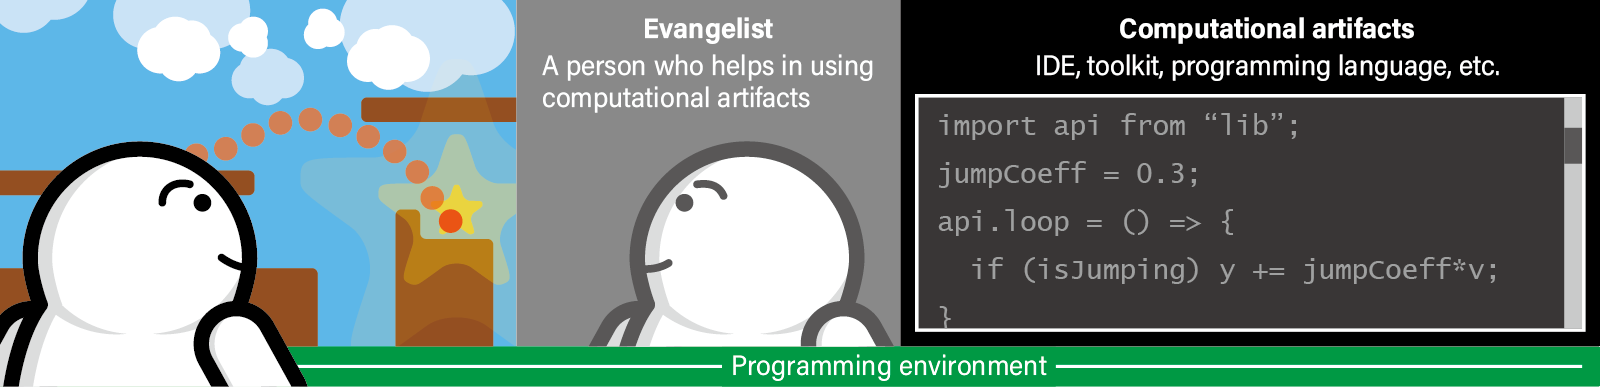 Evangelist
A person who helps in using
computational artifacts
Computational artifacts
IDE, toolkit, programming language, etc.
import api from “lib”;
jumpCoeff = 0.3;
api.loop = () => {
  if (isJumping) y += jumpCoeff*v;
}
Programming environment